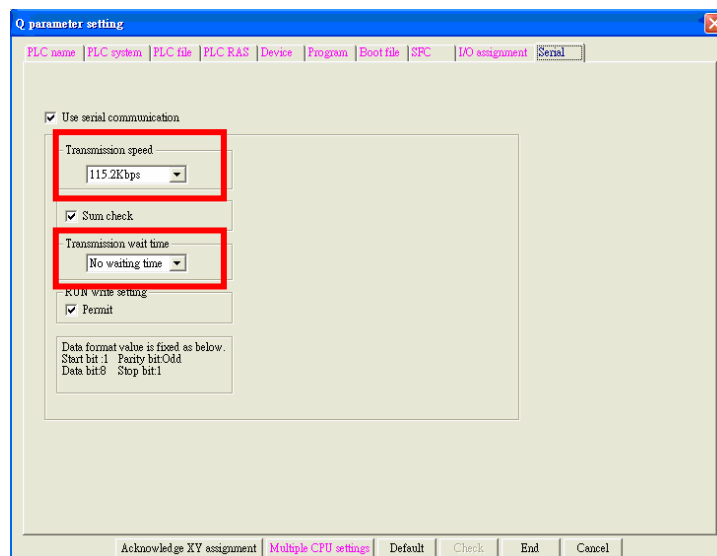 Q parameter setting
PLC name PLC system PLC file PLC RAS Device Program Boot file SFC I/O assignment Serial
Use serial communication
Transmission speed
115.2Kbps
Sum check
Transmission wait time
No waiting time
RUN write setting
Permit
Data format value is fixed as below.
Start bit :1 Parity bit:Odd
Data bit:8 Stop bit:1
Acknowledge XY assignment Multiple CPU settings Default Check End Cancel